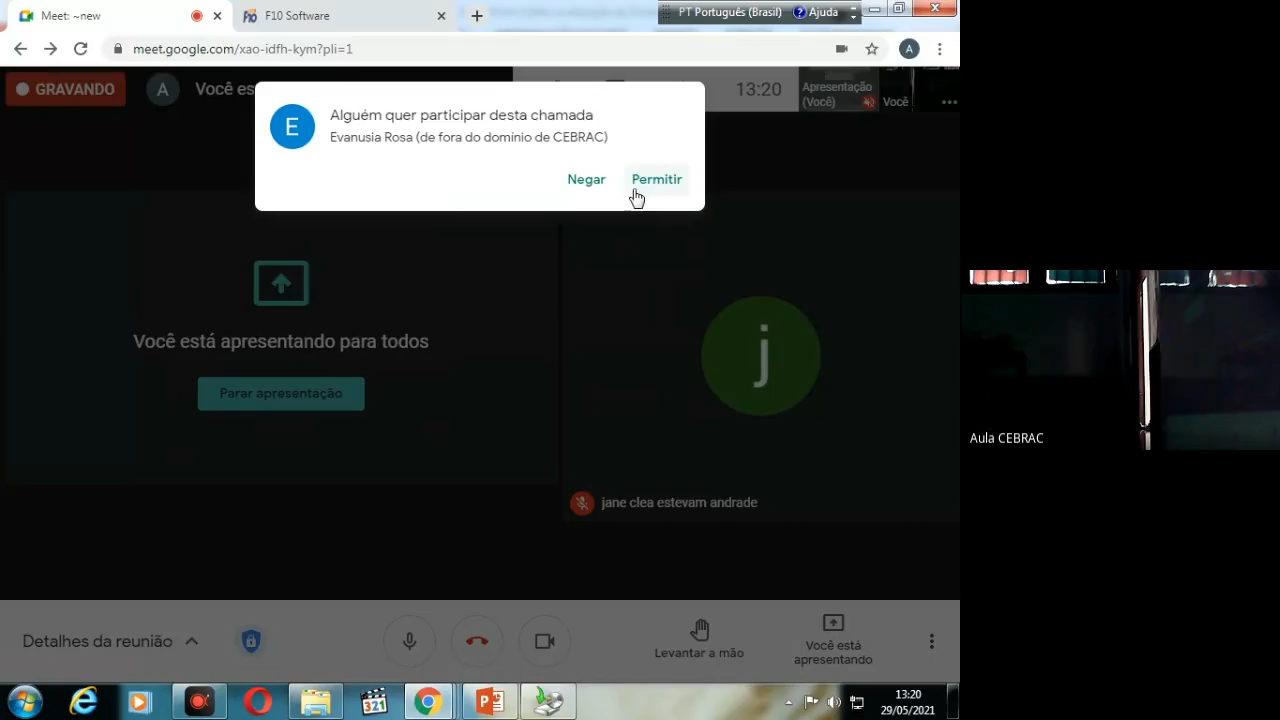 Meet: ~new
F10 Software
PT Português (Brasil)
Ajuda
meet.google.com/xao-idfh-kym?pli=1
A
GRAVANDO
A
Você es
13:20
Apresentação
(Você)
Você
E
Alguém quer participar desta chamada
Evanusia Rosa (de fora do domínio de CEBRAC)
Negar
Permitir
Você está apresentando para todos
Parar apresentação
j
jane clea estevam andrade
Aula CEBRAC
Detalhes da reunião
Levantar a mão
Você está
apresentando
321
13:20
29/05/2021